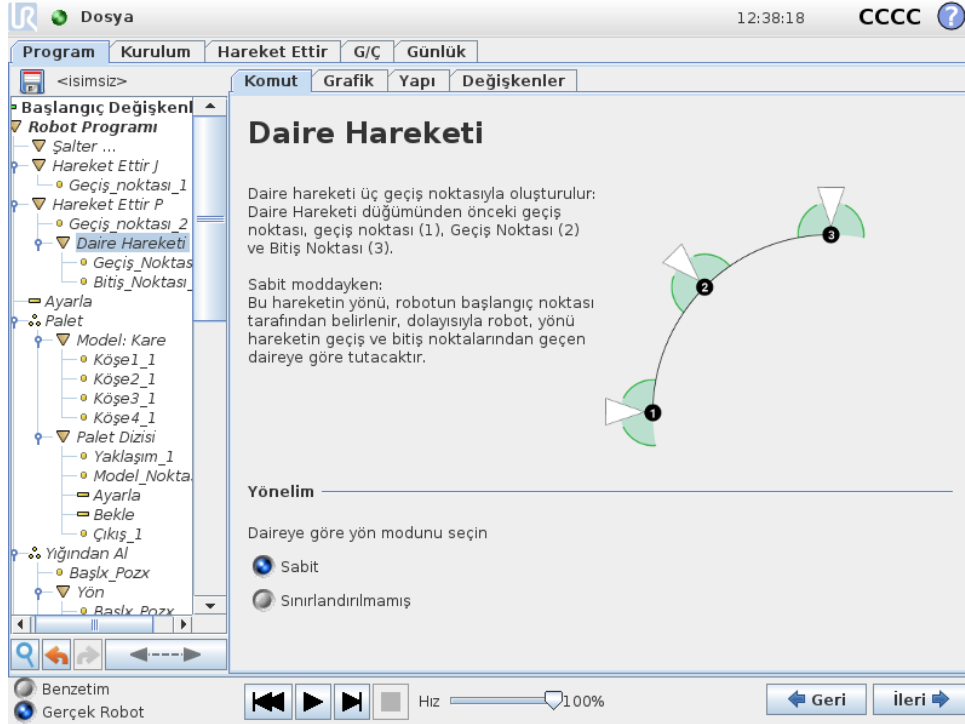 UR Dosya 12:38:18 CCCC ?
Program Kurulum Hareket Ettir G/Ç Günlük
<isimsiz>
Komut Grafik Yapı Değişkenler
Başlangıç Değişkenl
Robot Programı
Şalter ...
Hareket Ettir J
Geçiş_noktası_1
Hareket Ettir P
Geçiş_noktası_2
Daire Hareketi
Geçiş_Noktas
Bitiş_Noktası_
Ayarla
Palet
Model: Kare
Köşe1_1
Köşe2_1
Köşe3_1
Köşe4_1
Palet Dizisi
Yaklaşım_1
Model_Nokta
Ayarla
Bekle
Çıkış_1
Yığından Al
Başlx_Pozx
Yön
Başlx_Pozx
Daire Hareketi
Daire hareketi üç geçiş noktasıyla oluşturulur:
Daire Hareketi düğümünden önceki geçiş
noktası, geçiş noktası (1), Geçiş Noktası (2)
ve Bitiş Noktası (3).
Sabit moddayken:
Bu hareketin yönü, robotun başlangıç noktası
tarafından belirlenir, dolayısıyla robot, yönü
hareketin geçiş ve bitiş noktalarından geçen
daireye göre tutacaktır.
3
2
1
Yönelim
Daireye göre yön modunu seçin
Sabit
Sınırlandırılmamış
Benzetim
Gerçek Robot
Hız 100%
Geri İleri